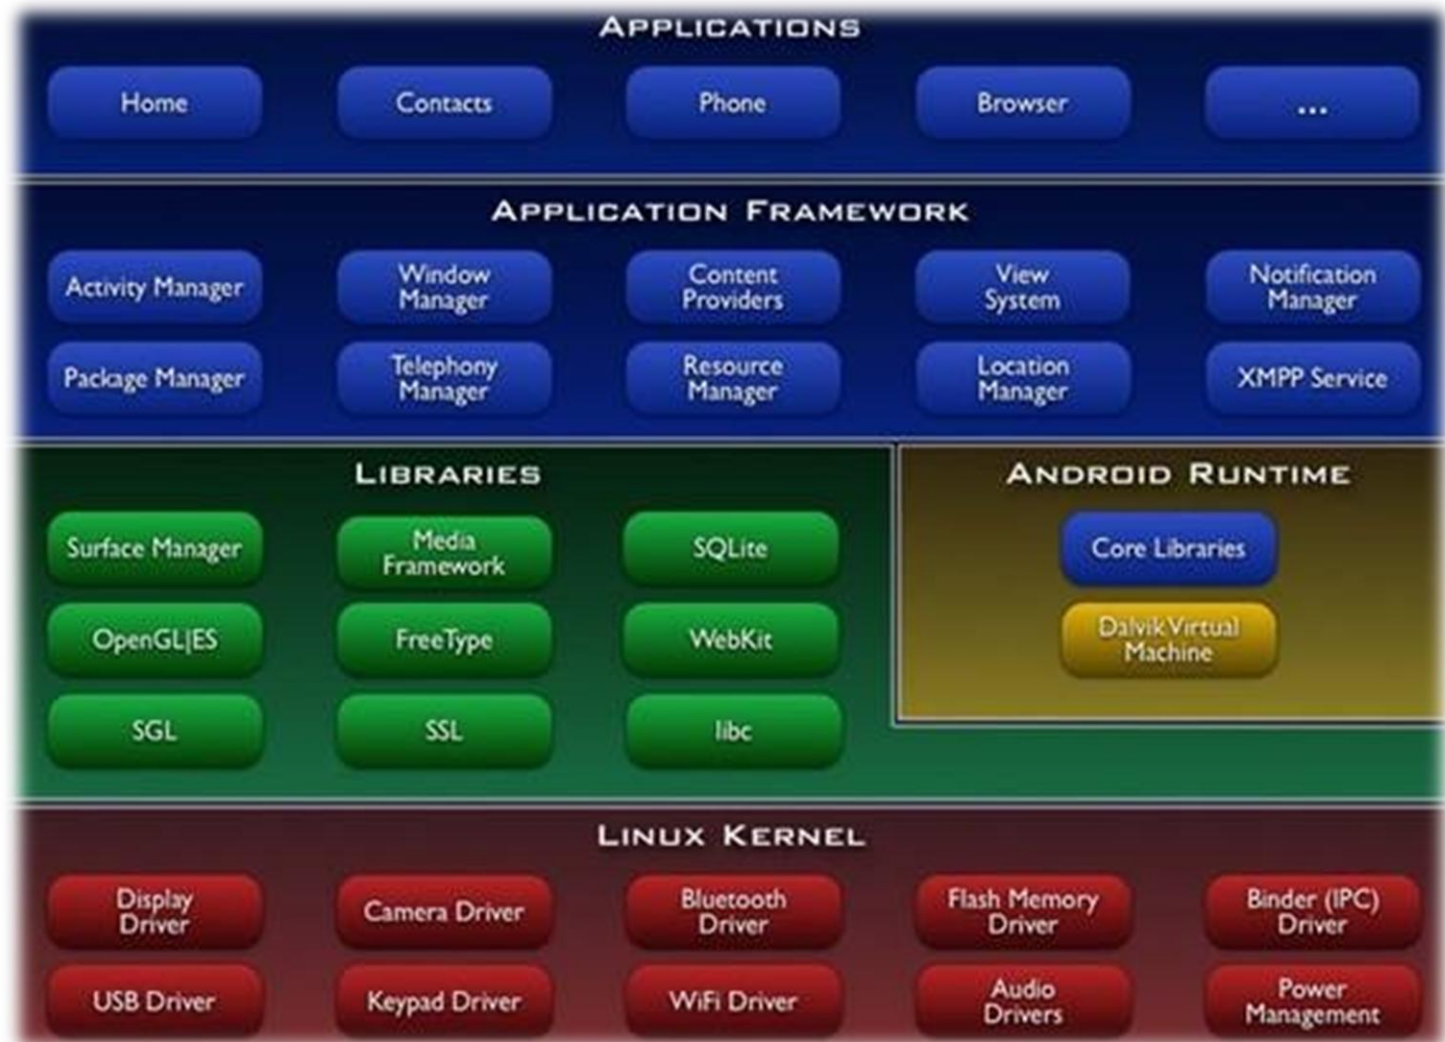 APPLICATIONS
Home
Contacts
Phone
Browser
...
APPLICATION FRAMEWORK
Activity Manager
Window
Manager
Content
Providers
View
System
Notification
Manager
Package Manager
Telephony
Manager
Resource
Manager
Location
Manager
XMPP Service
LIBRARIES
Surface Manager
Media
Framework
SQLite
OpenGL|ES
FreeType
WebKit
SGL
SSL
libc
ANDROID RUNTIME
Core Libraries
Dalvik Virtual
Machine
LINUX KERNEL
Display
Driver
Camera Driver
Bluetooth
Driver
Flash Memory
Driver
Binder (IPC)
Driver
USB Driver
Keypad Driver
WiFi Driver
Audio
Drivers
Power
Management